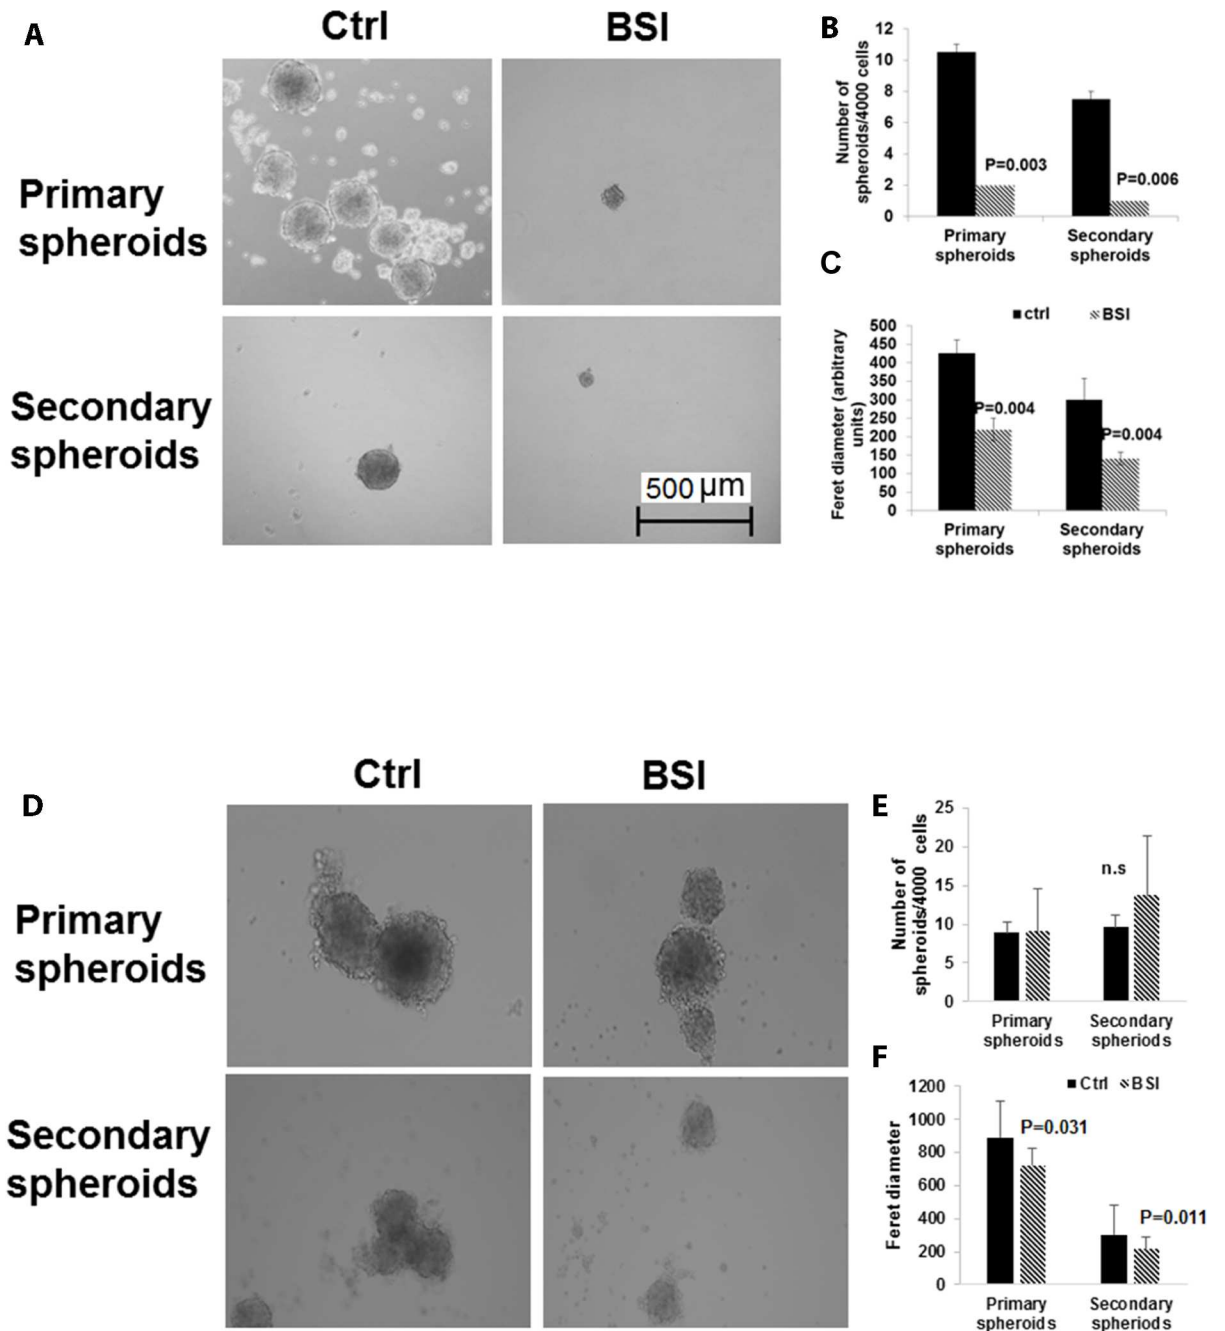 A
Ctrl
BSI
Primary
spheroids
Secondary
spheroids
500 μm
B
Number of
spheroids/4000 cells
12
10
8
6
4
2
0
P=0.003
P=0.006
Primary
spheroids
Secondary
spheroids
C
ctrl
BSI
Feret diameter (arbitrary
units)
500
450
400
350
300
250
200
150
100
50
0
P=0.004
P=0.004
Primary
spheroids
Secondary
spheroids
D
Ctrl
BSI
Primary
spheroids
Secondary
spheroids
E
Number of
spheroids/4000 cells
25
20
15
10
5
0
n.s
Primary
spheroids
Secondary
spheriods
F
Ctrl
BSI
Feret diameter
1200
1000
800
600
400
200
0
P=0.031
P=0.011
Primary
spheroids
Secondary
spheriods